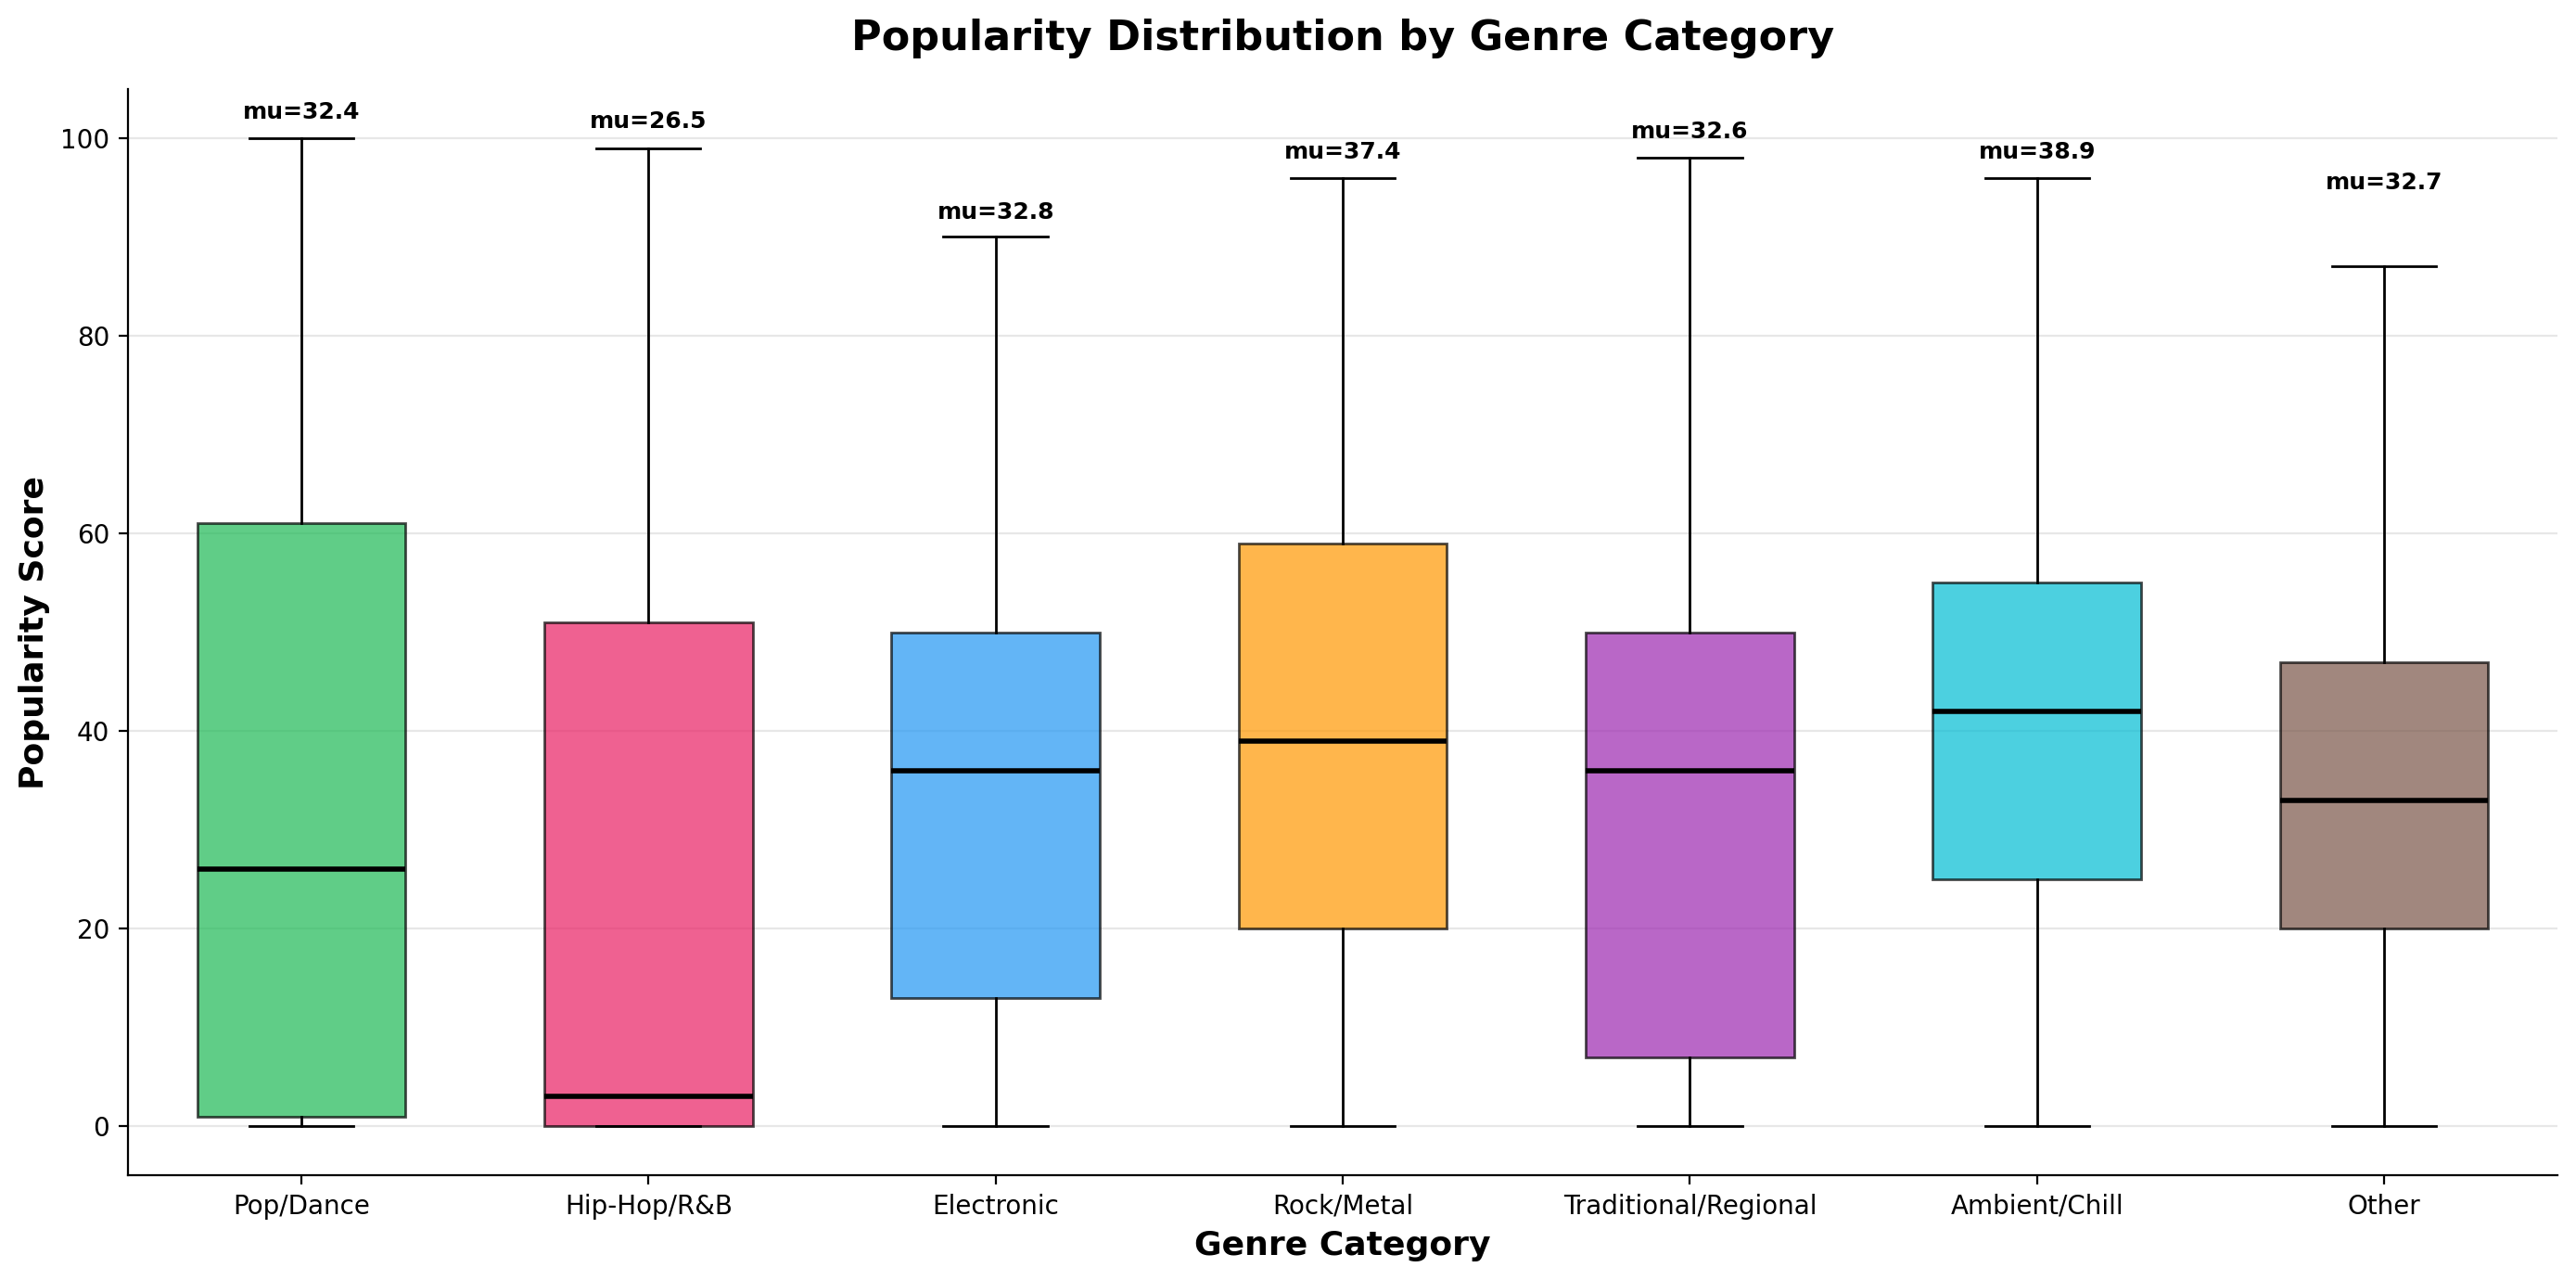 Popularity Distribution by Genre Category
mu=32.4
mu=26.5
mu=32.8
mu=37.4
mu=32.6
mu=38.9
mu=32.7
Popularity Score
100
80
60
40
20
0
Pop/Dance
Hip-Hop/R&B
Electronic
Rock/Metal
Traditional/Regional
Ambient/Chill
Other
Genre Category